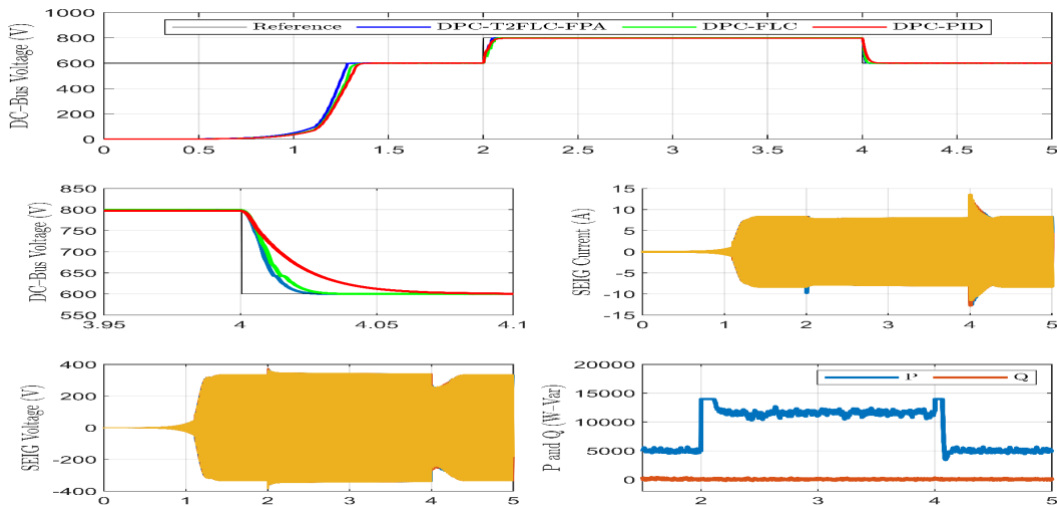 Reference DPC-T2FLC-FPA DPC-FLC DPC-PID
DC-Bus Voltage (V)
800
600
400
200
0
0 0.5 1 1.5 2 2.5 3 3.5 4 4.5 5
DC-Bus Voltage (V)
850
800
750
700
650
600
550
3.95 4 4.05 4.1
SEIG Current (A)
15
10
5
0
-5
-10
-15
0 1 2 3 4 5
SEIG Voltage (V)
400
200
0
-200
-400
0 1 2 3 4 5
P and Q (W-Var)
P Q
20000
15000
10000
5000
0
2 3 4 5